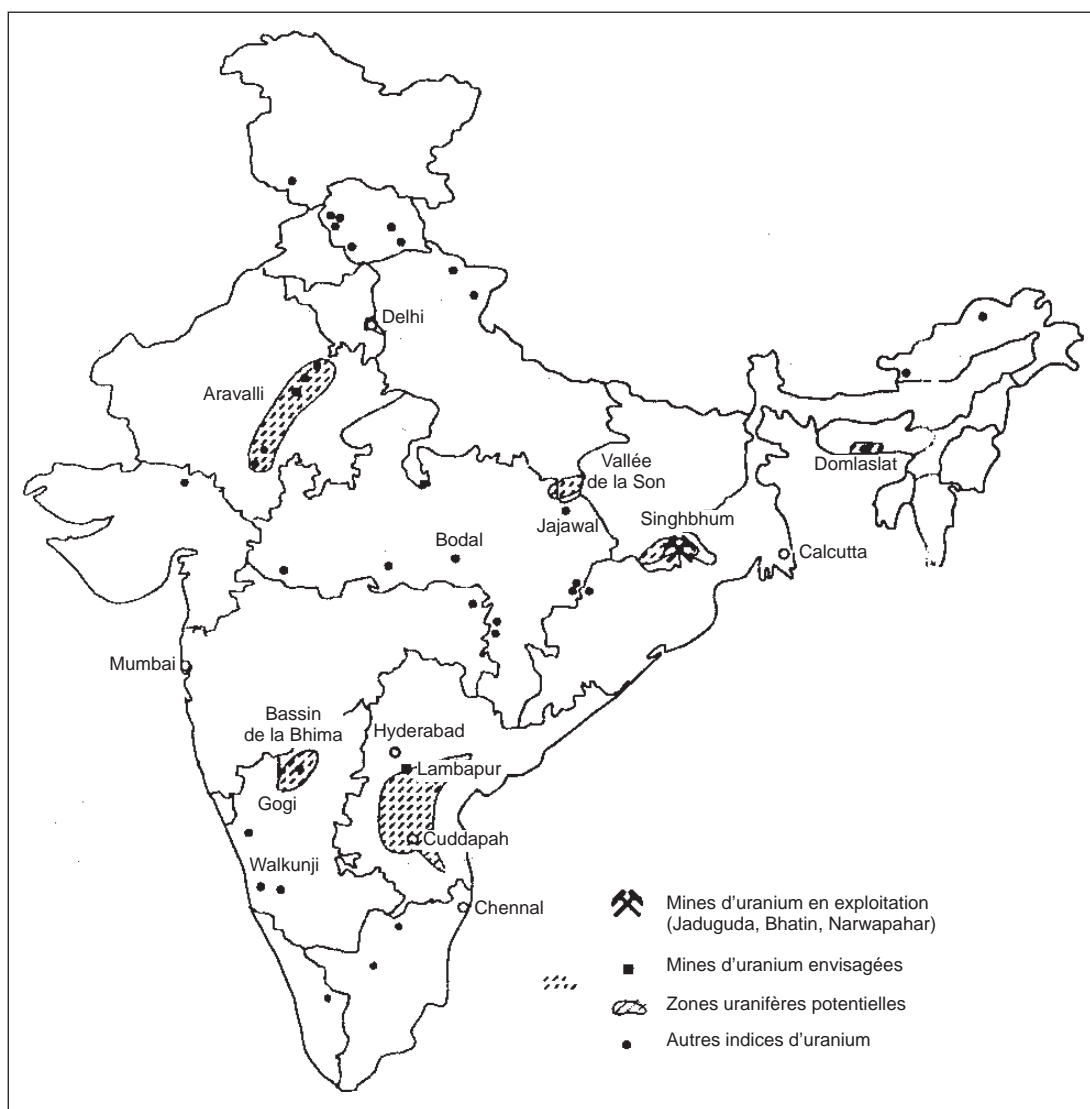 Delhi
Aravalli
Domlaslat
Vallée
de la Son
Jajawal
Singhbhum
Bodal
Calcutta
Mumbai
Bassin
de la Bhima
Hyderabad
Lambapur
Gogi
Cuddapah
Walkunji
Chennal
Mines d'uranium en exploitation
(Jaduguda, Bhatin, Narwapahar)
Mines d'uranium envisagées
Zones uranifères potentielles
Autres indices d'uranium